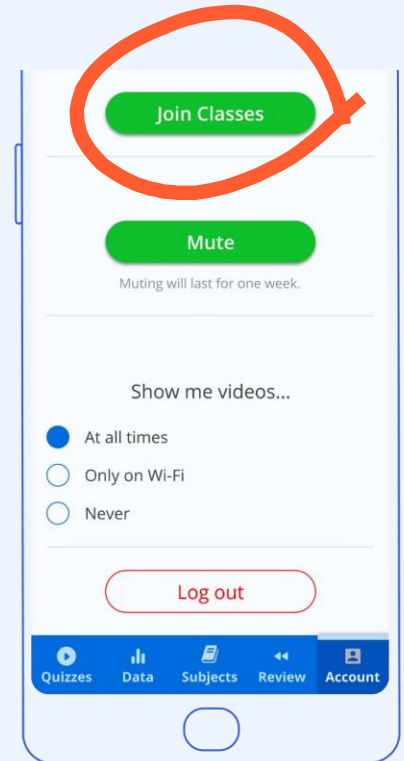 Join Classes
Mute
Muting will last for one week.
Show me videos...
At all times
Only on Wi-Fi
Never
Log out
Quizzes Data Subjects Review Account